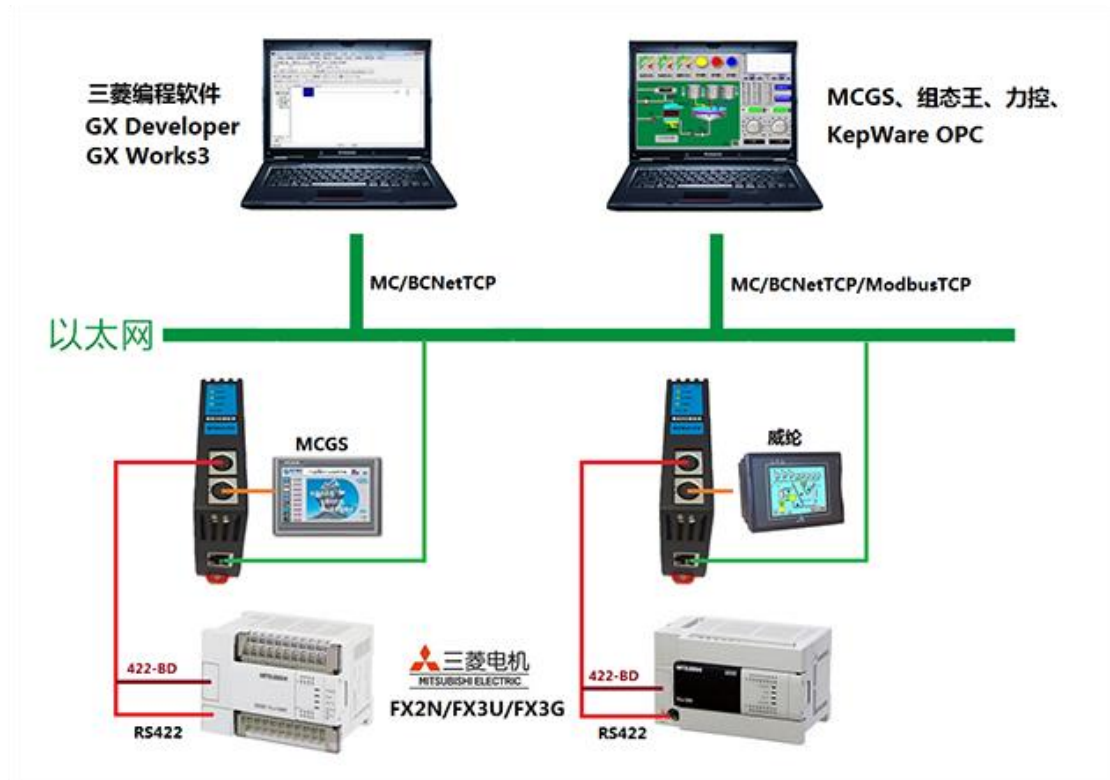 三菱编程软件
GX Developer
GX Works3
MCGS、组态王、力控、
KepWare OPC
MC/BCNetTCP
MC/BCNetTCP/ModbusTCP
以太网
MCGS
威纶
422-BD
RS422
三菱电机
MITSUBISHI ELECTRIC
FX2N/FX3U/FX3G
422-BD
RS422